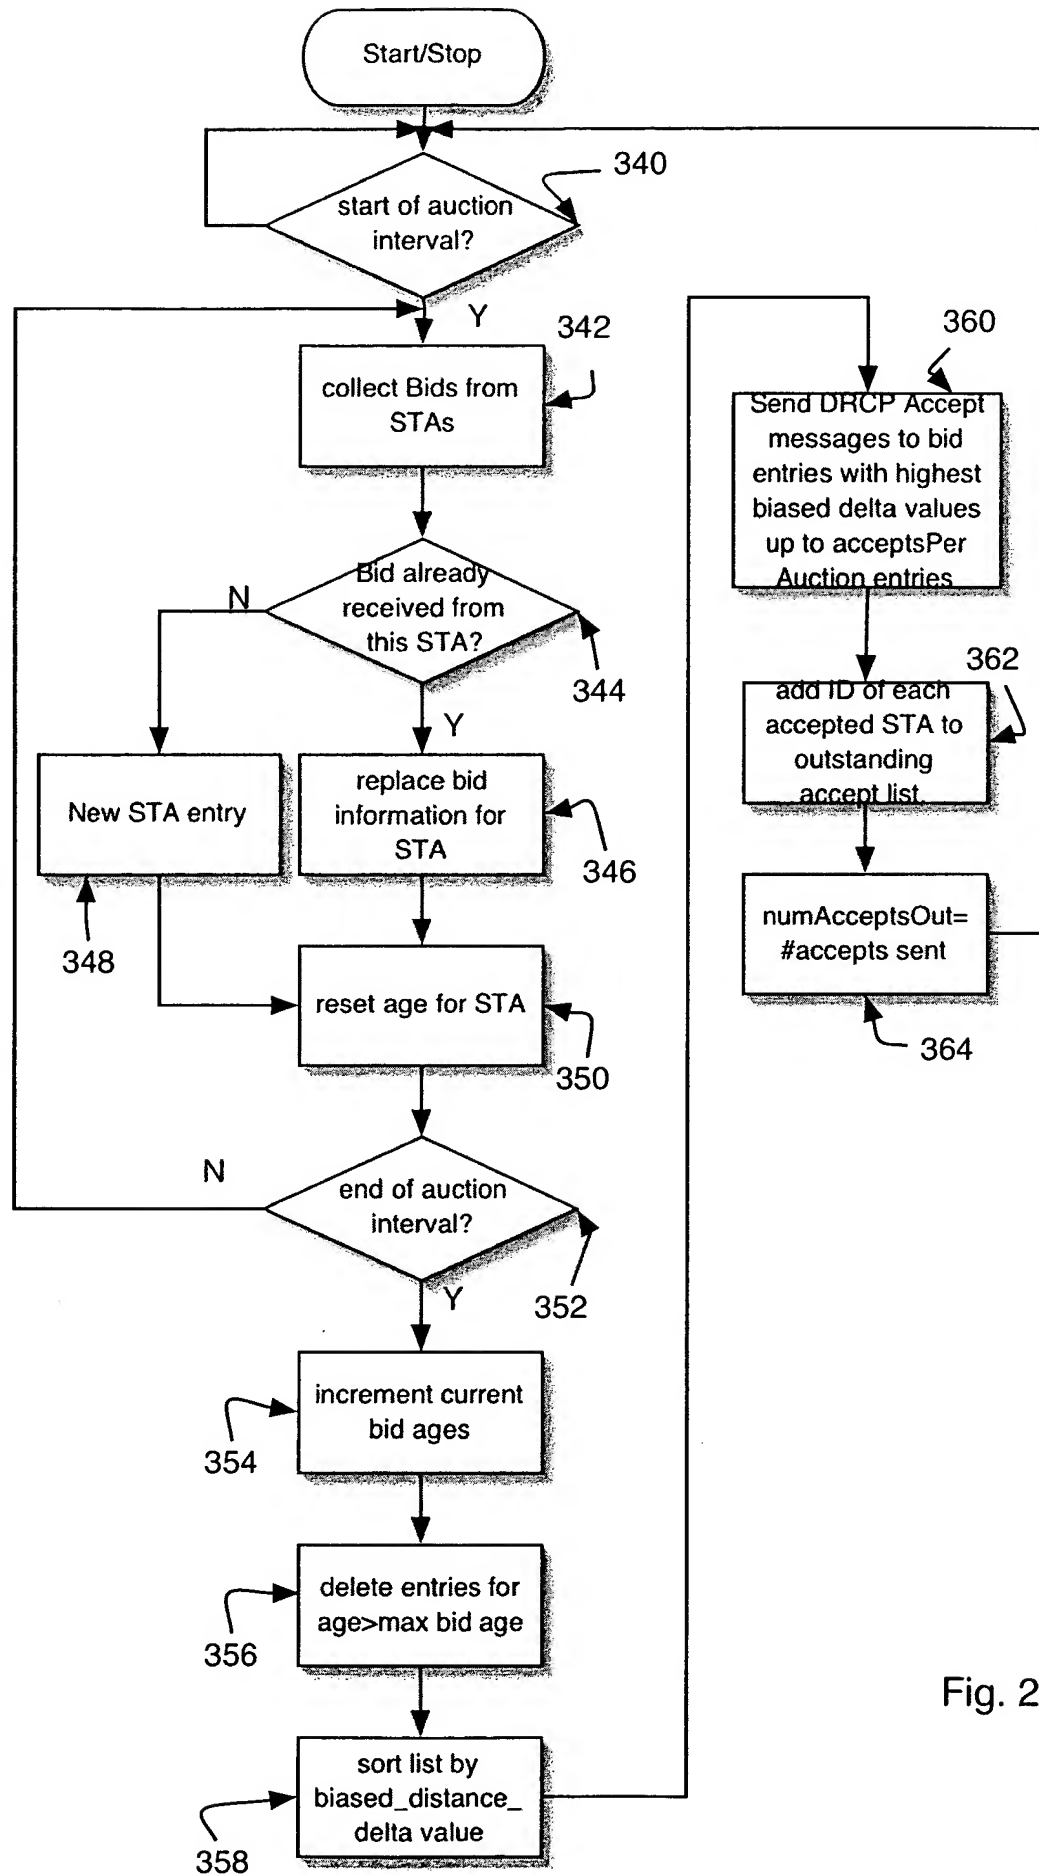 Start/Stop
340
start of auction
interval?
Y
342
collect Bids from
STAs
360
Send DRCP Accept
messages to bid
entries with highest
biased delta values
up to acceptsPer
Auction entries
N
Bid already
received from
this STA?
344
Y
362
add ID of each
accepted STA to
outstanding
accept list.
New STA entry
348
replace bid
information for
STA
346
numAcceptsOut=
#accepts sent
364
reset age for STA
350
N
end of auction
interval?
352
Y
increment current
bid ages
354
delete entries for
age>max bid age
356
sort list by
biased_distance_
delta value
358
Fig. 2